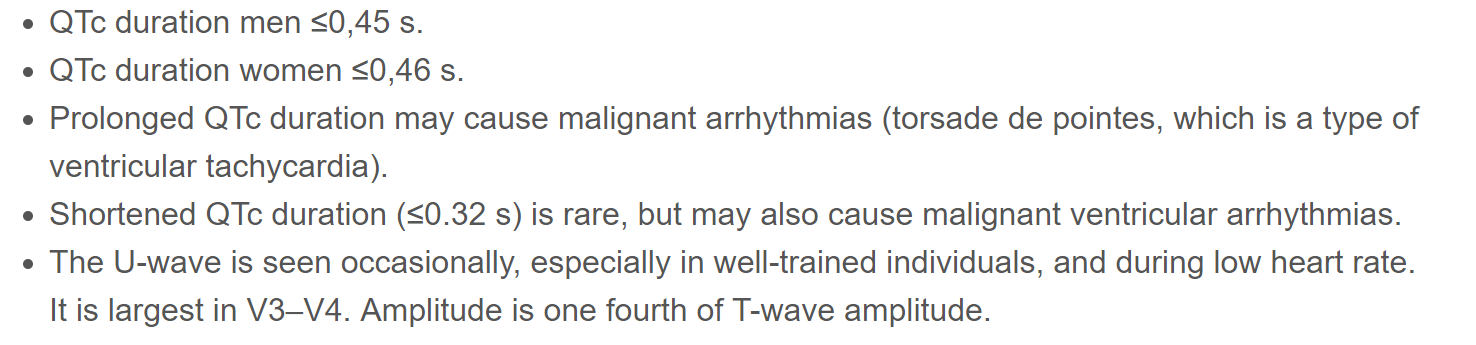 • QTc duration men ≤0,45 s.
• QTc duration women ≤0,46 s.
• Prolonged QTc duration may cause malignant arrhythmias (torsade de pointes, which is a type of
ventricular tachycardia).
• Shortened QTc duration (≤0.32 s) is rare, but may also cause malignant ventricular arrhythmias.
• The U-wave is seen occasionally, especially in well-trained individuals, and during low heart rate.
It is largest in V3–V4. Amplitude is one fourth of T-wave amplitude.